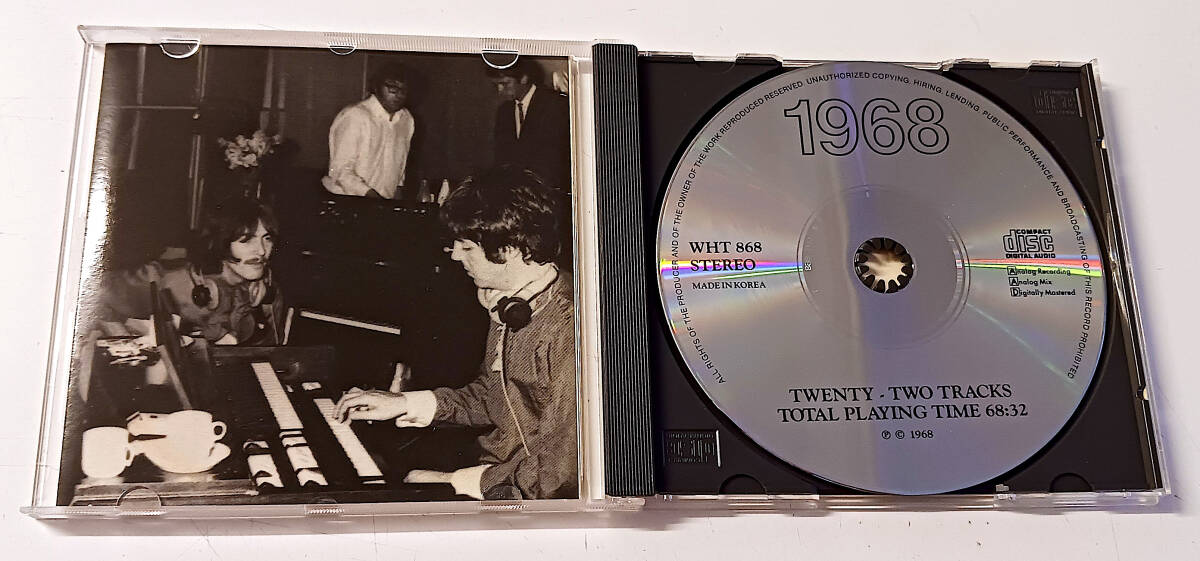 1968
ALL RIGHTS OF THE PRODUCER AND OF THE OWNER OF THE WORK REPRODUCED RESERVED. UNAUTHORIZED COPYING, HIRING, LENDING, PUBLIC PERFORMANCE AND BROADCASTING OF THIS RECORD PROHIBITED
WHT 868
STEREO
MADE IN KOREA
COMPACT
disc
DIGITAL AUDIO
Analog Recording
Analog Mix
Digitally Mastered
TWENTY - TWO TRACKS
TOTAL PLAYING TIME 68:32
℗ © 1968